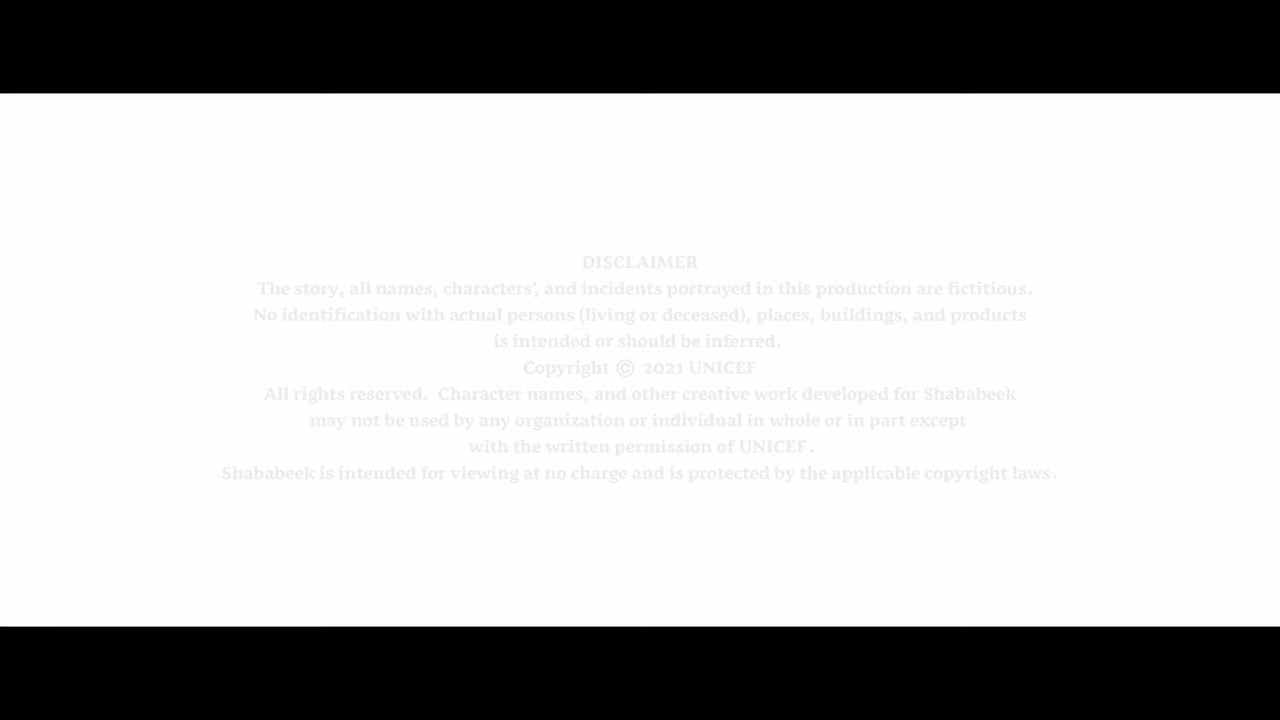 DISCLAIMER
The story, all names, characters', and incidents portrayed in this production are fictitious.
No identification with actual persons (living or deceased), places, buildings, and products
is intended or should be inferred.
Copyright © 2021 UNICEF
All rights reserved.  Character names, and other creative work developed for Shababeek
may not be used by any organization or individual in whole or in part except
with the written permission of UNICEF.
Shababeek is intended for viewing at no charge and is protected by the applicable copyright laws.